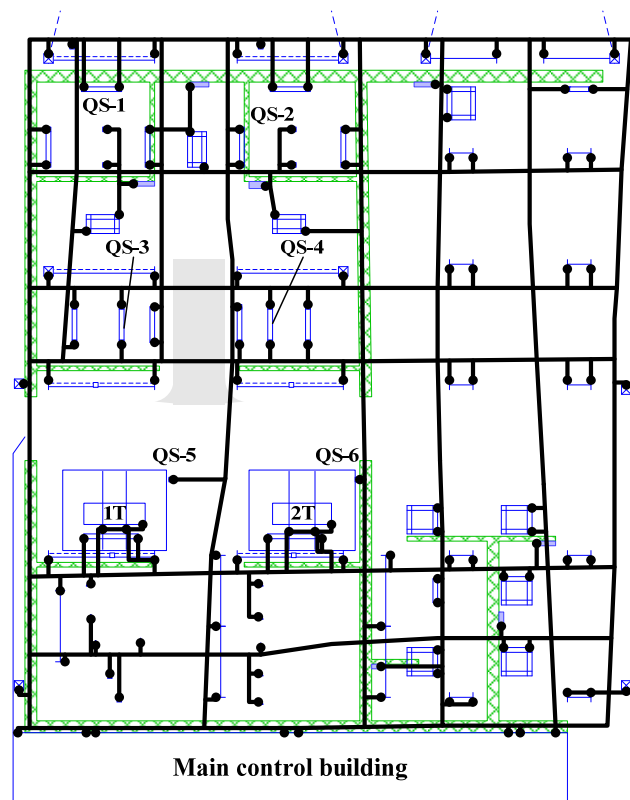 QS-1
QS-2
QS-3
QS-4
QS-5
QS-6
1T
2T
Main control building